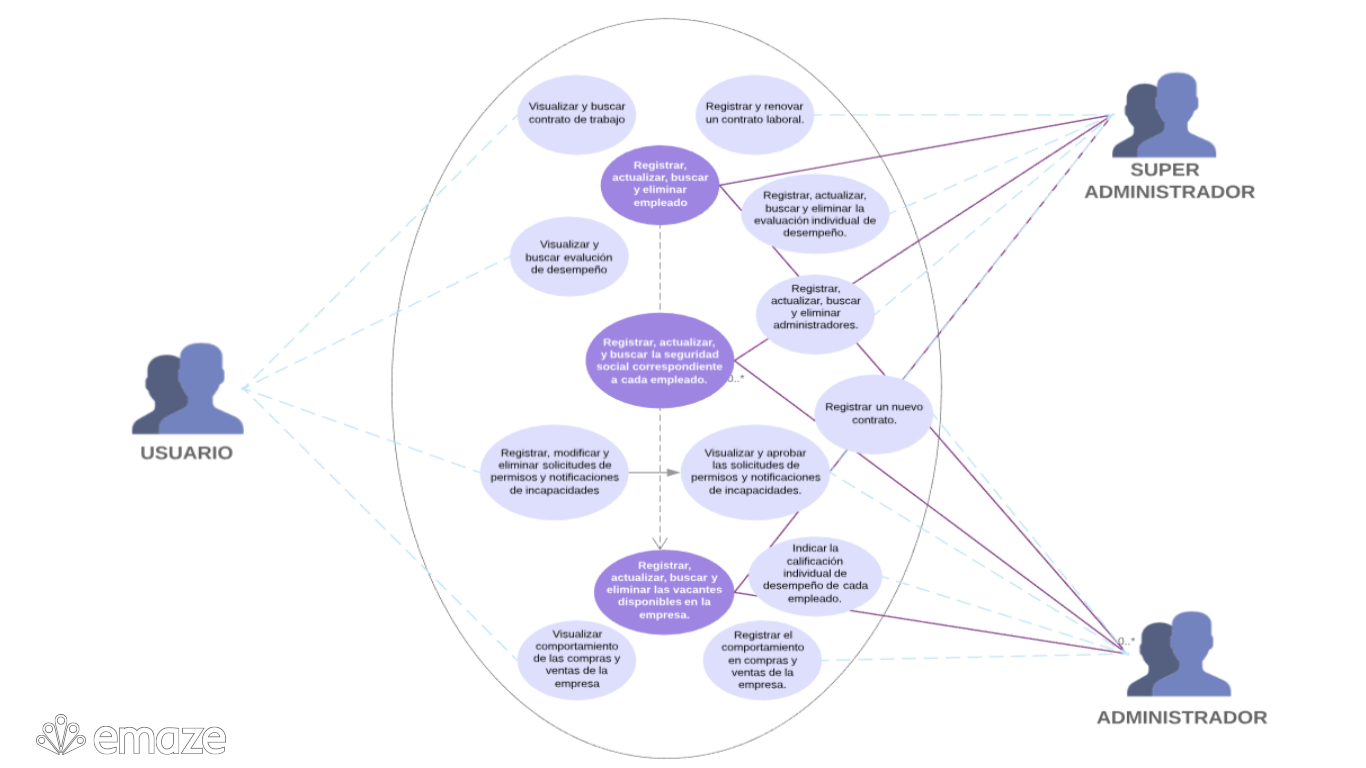 Visualizar y buscar
contrato de trabajo
Registrar y renovar
un contrato laboral.
Registrar,
actualizar, buscar
y eliminar
empleado
SUPER
ADMINISTRADOR
Registrar, actualizar,
buscar y eliminar la
evaluación individual de
desempeño.
Visualizar y
buscar evalución
de desempeño
Registrar,
actualizar, buscar
y eliminar
administradores.
Registrar, actualizar,
y buscar la seguridad
social correspondiente
a cada empleado.
0..*
USUARIO
Registrar un nuevo
contrato.
Registrar, modificar y
eliminar solicitudes de
permisos y notificaciones
de incapacidades
Visualizar y aprobar
las solicitudes de
permisos y notificaciones
de incapacidades.
Indicar la
calificación
individual de
desempeño de cada
empleado.
Registrar,
actualizar, buscar y
eliminar las vacantes
disponibles en la
empresa.
Visualizar
comportamiento
de las compras y
ventas de la
empresa
Registrar el
comportamiento
en compras y
ventas de la
empresa.
0..*
ADMINISTRADOR
emaze